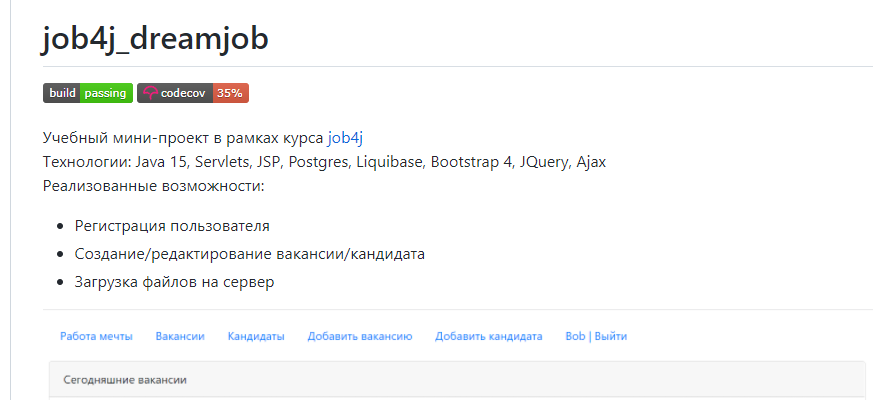 job4j_dreamjob
build passing codecov 35%
Учебный мини-проект в рамках курса job4j
Технологии: Java 15, Servlets, JSP, Postgres, Liquibase, Bootstrap 4, JQuery, Ajax
Реализованные возможности:
Регистрация пользователя
Создание/редактирование вакансии/кандидата
Загрузка файлов на сервер
Работа мечты Вакансии Кандидаты Добавить вакансию Добавить кандидата Bob | Выйти
Сегодняшние вакансии